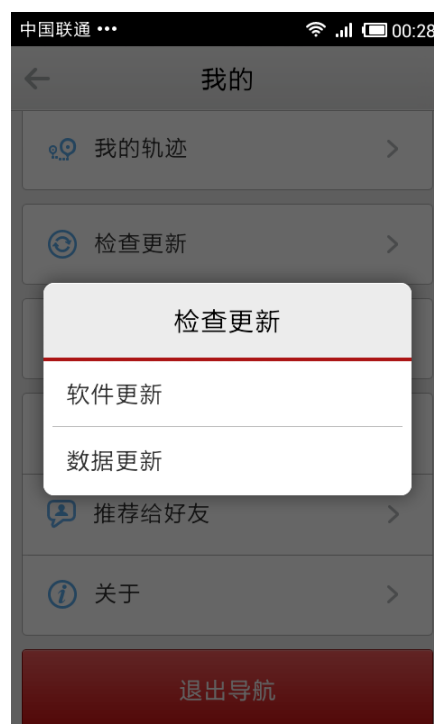 中国联通 ••• 00:28
我的
我的轨迹
检查更新
检查更新
软件更新
数据更新
推荐给好友
关于
退出导航